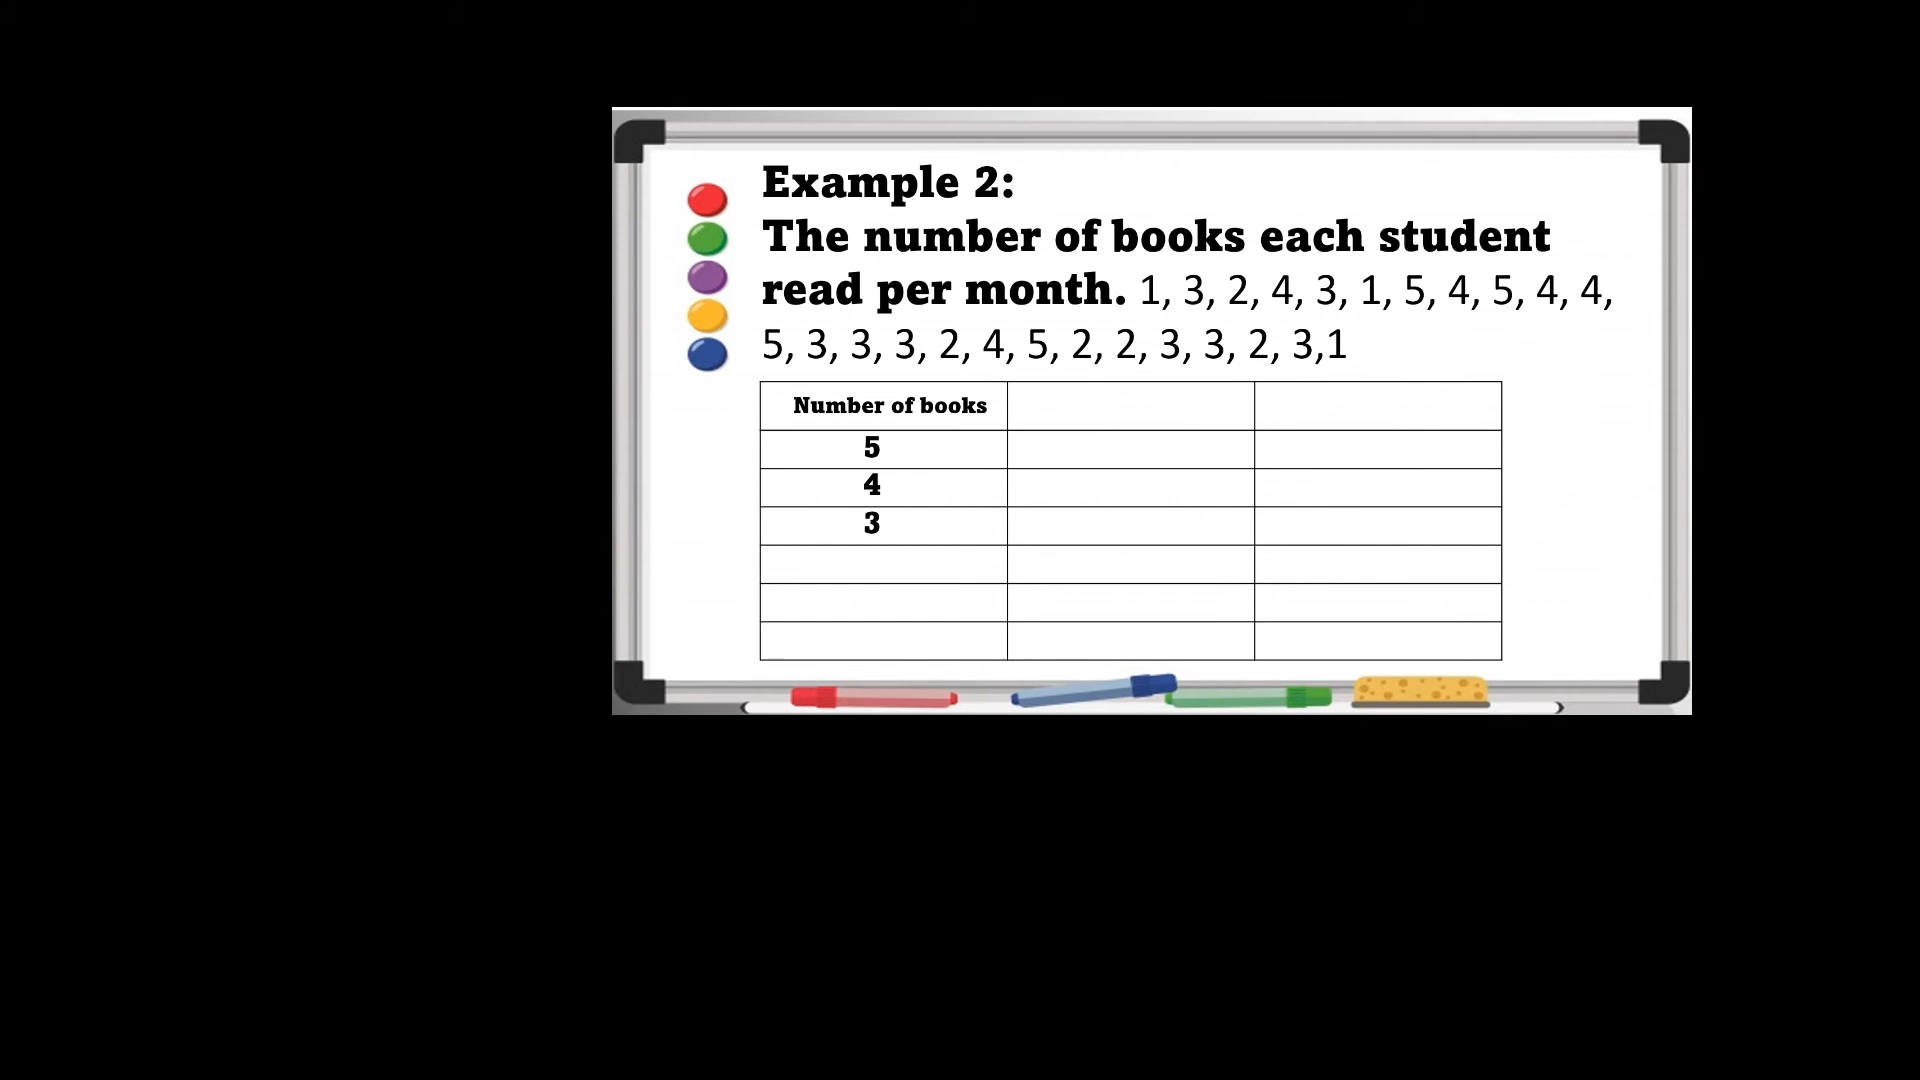 Example 2:
The number of books each student
read per month. 1, 3, 2, 4, 3, 1, 5, 4, 5, 4, 4,
5, 3, 3, 3, 2, 4, 5, 2, 2, 3, 3, 2, 3,1
Number of books
5
4
3